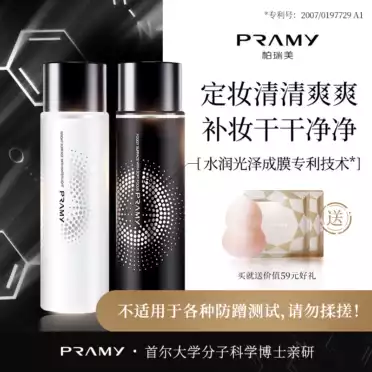 *专利号：2007/0197729 A1
PRAMY
柏瑞美
定妆清清爽爽
补妆干干净净
[水润光泽成膜专利技术*]
送
买就送价值59元好礼
PRAMY
PRAMY
不适用于各种防蹭测试,请勿揉搓!
PRAMY · 首尔大学分子科学博士亲研